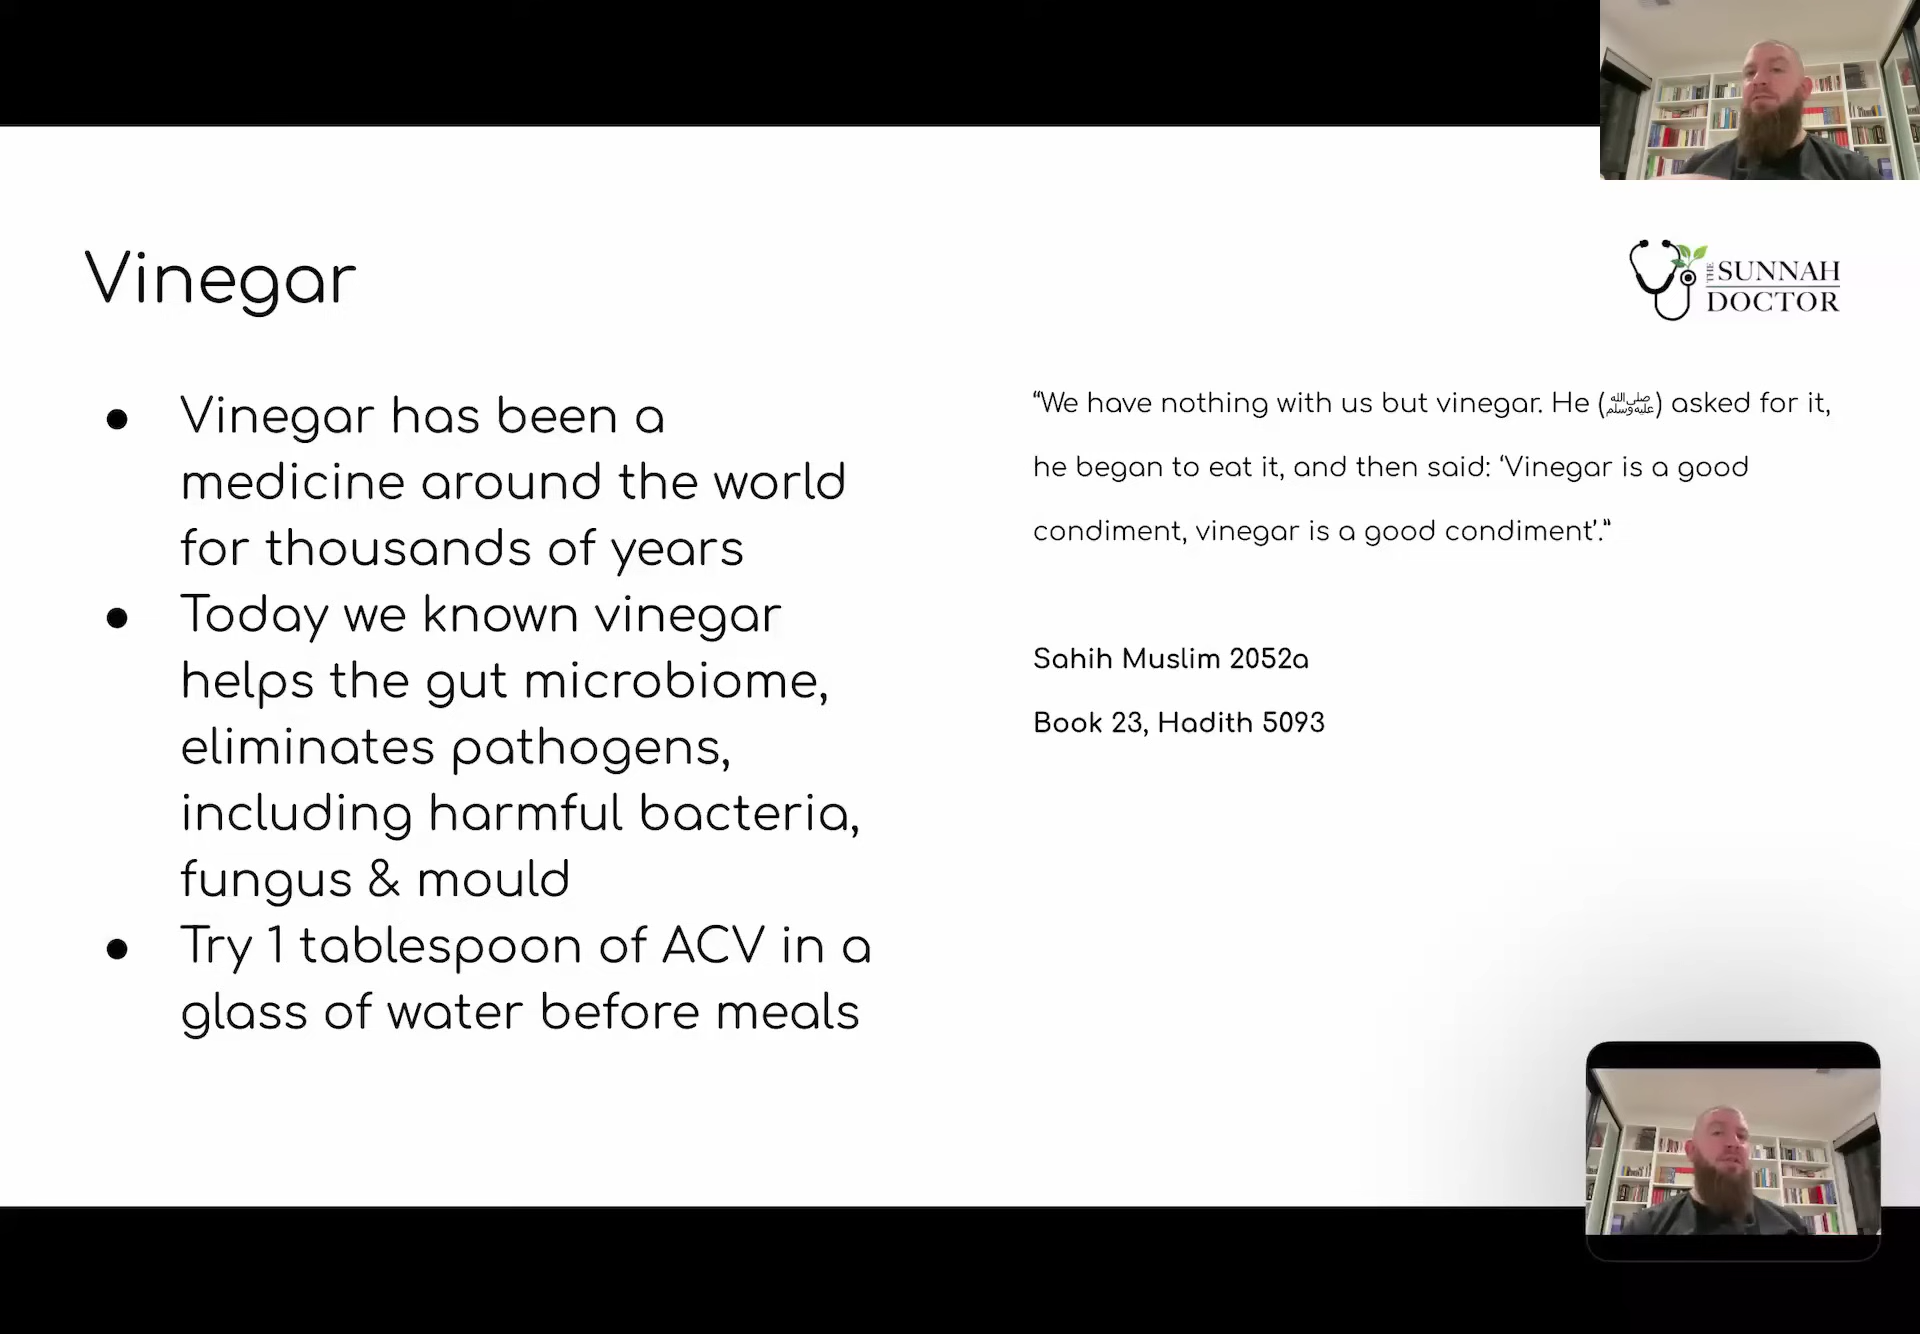 Vinegar
THE SUNNAH
DOCTOR
● Vinegar has been a
medicine around the world
for thousands of years
● Today we known vinegar
helps the gut microbiome,
eliminates pathogens,
including harmful bacteria,
fungus & mould
● Try 1 tablespoon of ACV in a
glass of water before meals
“We have nothing with us but vinegar. He (ﷺ) asked for it,
he began to eat it, and then said: ‘Vinegar is a good
condiment, vinegar is a good condiment’.”
Sahih Muslim 2052a
Book 23, Hadith 5093